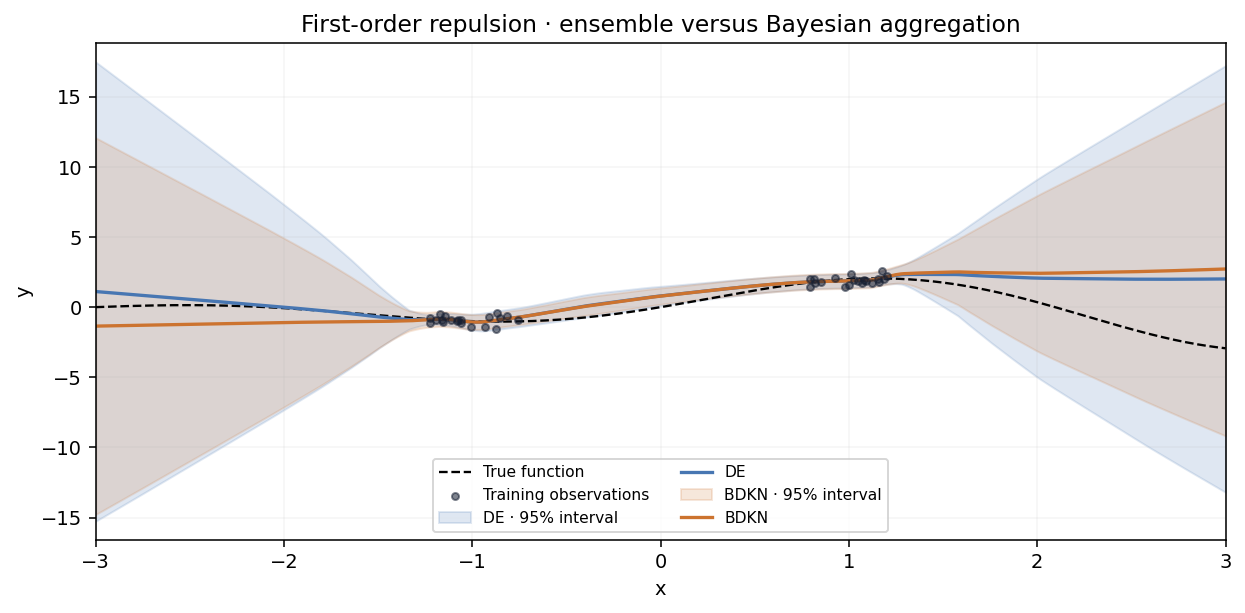 First-order repulsion · ensemble versus Bayesian aggregation
y
15
10
5
0
−5
−10
−15
True function
Training observations
DE · 95% interval
DE
BDKN · 95% interval
BDKN
−3
−2
−1
0
1
2
3
x